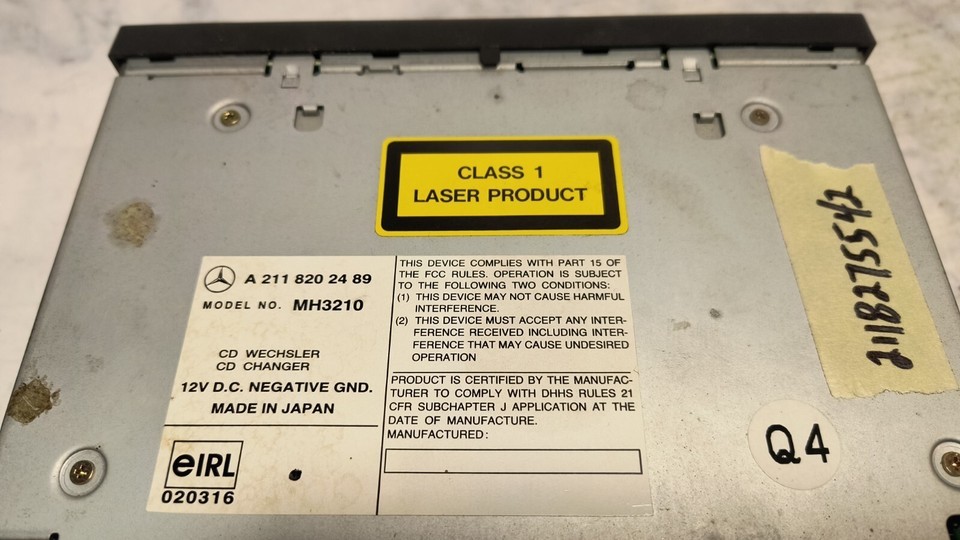 CLASS 1
LASER PRODUCT
A 211 820 24 89
MODEL NO. MH3210
CD WECHSLER
CD CHANGER
12V D.C. NEGATIVE GND.
MADE IN JAPAN
eIRL
020316
THIS DEVICE COMPLIES WITH PART 15 OF
THE FCC RULES. OPERATION IS SUBJECT
TO THE FOLLOWING TWO CONDITIONS:
(1) THIS DEVICE MAY NOT CAUSE HARMFUL
INTERFERENCE.
(2) THIS DEVICE MUST ACCEPT ANY INTER-
FERENCE RECEIVED INCLUDING INTER-
FERENCE THAT MAY CAUSE UNDESIRED
OPERATION
PRODUCT IS CERTIFIED BY THE MANUFAC-
TURER TO COMPLY WITH DHHS RULES 21
CFR SUBCHAPTER J APPLICATION AT THE
DATE OF MANUFACTURE.
MANUFACTURED:
2118275542
Q4